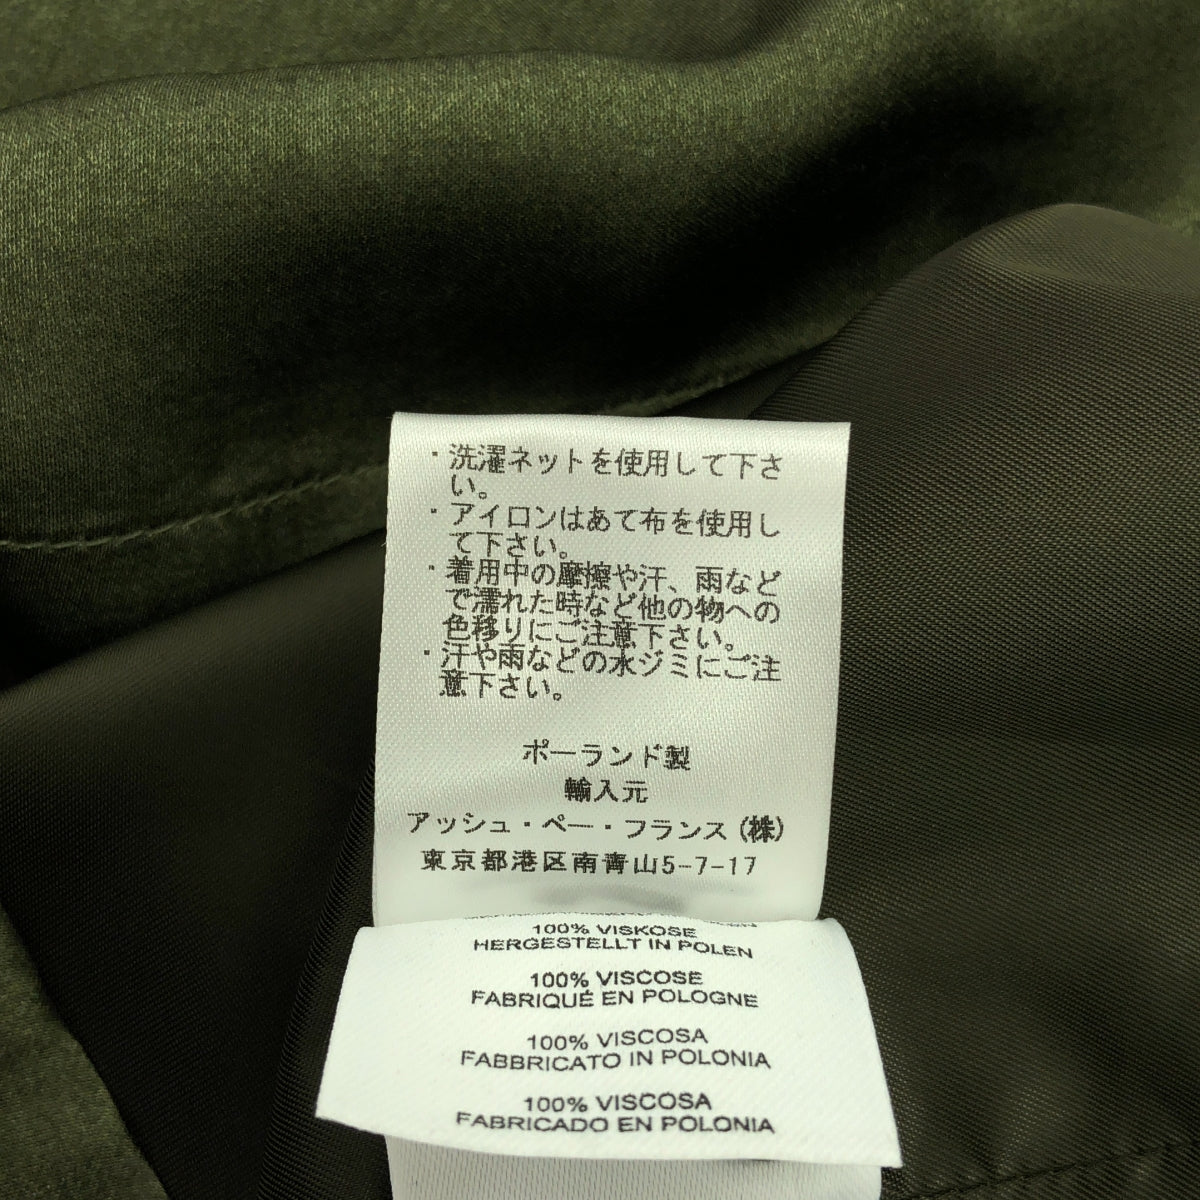 ・洗濯ネットを使用して下さ
い。
・アイロンはあて布を使用し
て下さい。
・着用中の摩擦や汗、雨など
で濡れた時など他の物への
色移りにご注意下さい。
・汗や雨などの水ジミにご注
意下さい。
ポーランド製
輸入元
アッシュ・ペー・フランス(株)
東京都港区南青山5-7-17
100% VISKOSE
HERGESTELLT IN POLEN
100% VISCOSE
FABRIQUÉ EN POLOGNE
100% VISCOSA
FABBRICATO IN POLONIA
100% VISCOSA
FABRICADO EN POLONIA